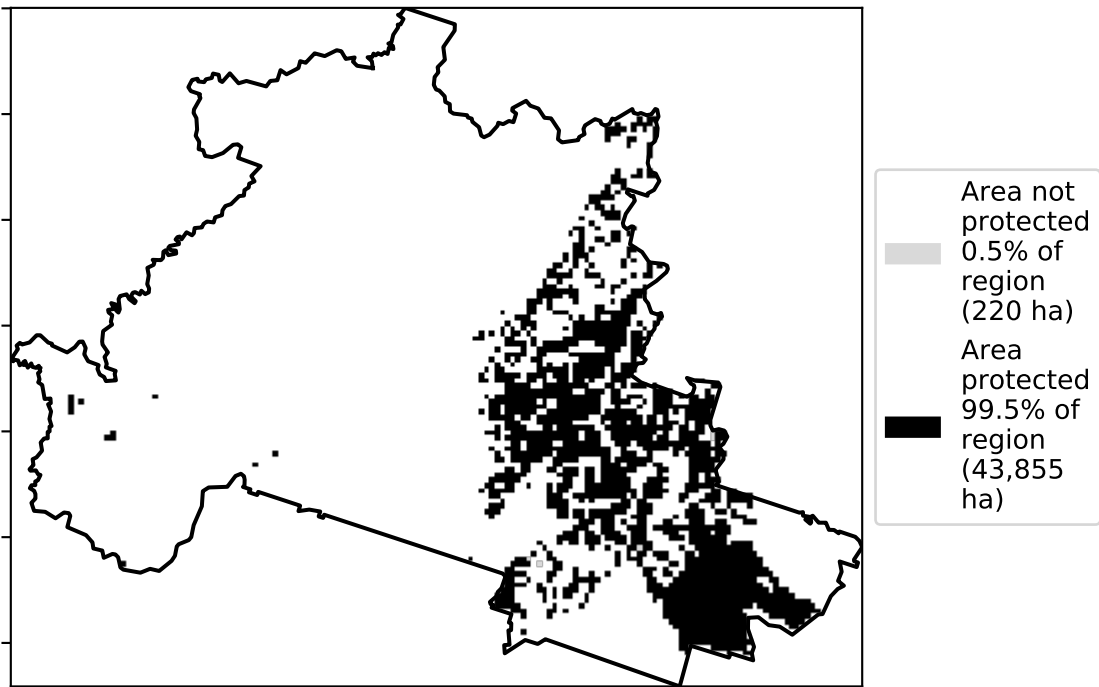 Area not
protected
0.5% of
region
(220 ha)
Area
protected
99.5% of
region
(43,855
ha)